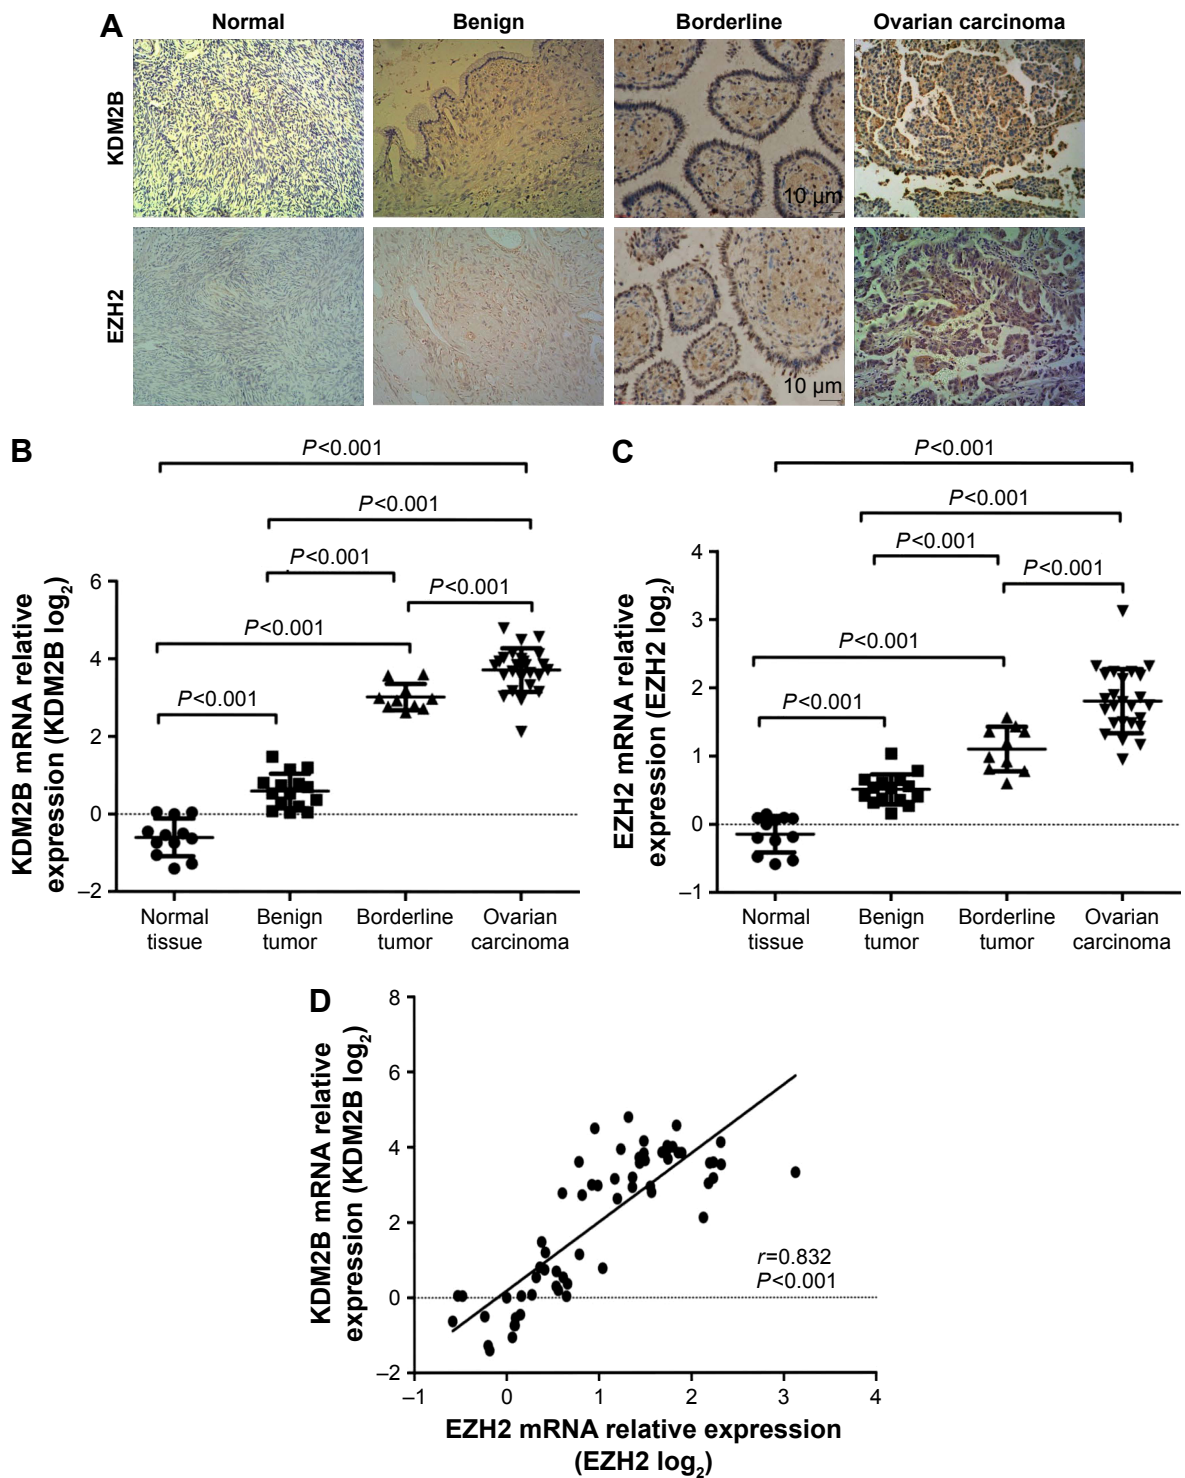 A
Normal
Benign
Borderline
Ovarian carcinoma
KDM2B
10 µm
EZH2
10 µm
B
P<0.001
P<0.001
P<0.001
P<0.001
P<0.001
P<0.001
KDM2B mRNA relative
expression (KDM2B log2)
6
4
2
0
–2
Normal
tissue
Benign
tumor
Borderline
tumor
Ovarian
carcinoma
C
P<0.001
P<0.001
P<0.001
P<0.001
P<0.001
P<0.001
EZH2 mRNA relative
expression (EZH2 log2)
4
3
2
1
0
–1
Normal
tissue
Benign
tumor
Borderline
tumor
Ovarian
carcinoma
D
KDM2B mRNA relative
expression (KDM2B log2)
8
6
4
2
0
–2
r=0.832
P<0.001
–1
0
1
2
3
4
EZH2 mRNA relative expression
(EZH2 log2)